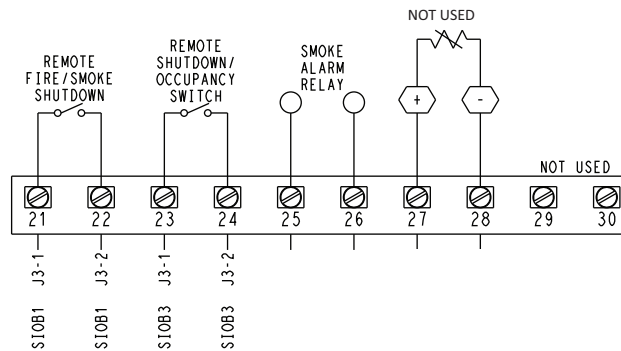 NOT USED
REMOTE
FIRE/SMOKE
SHUTDOWN
REMOTE
SHUTDOWN/
OCCUPANCY
SWITCH
SMOKE
ALARM
RELAY
+
-
NOT USED
21
22
23
24
25
26
27
28
29
30
J3-1
J3-2
J3-1
J3-2
SIOB1
SIOB1
SIOB3
SIOB3